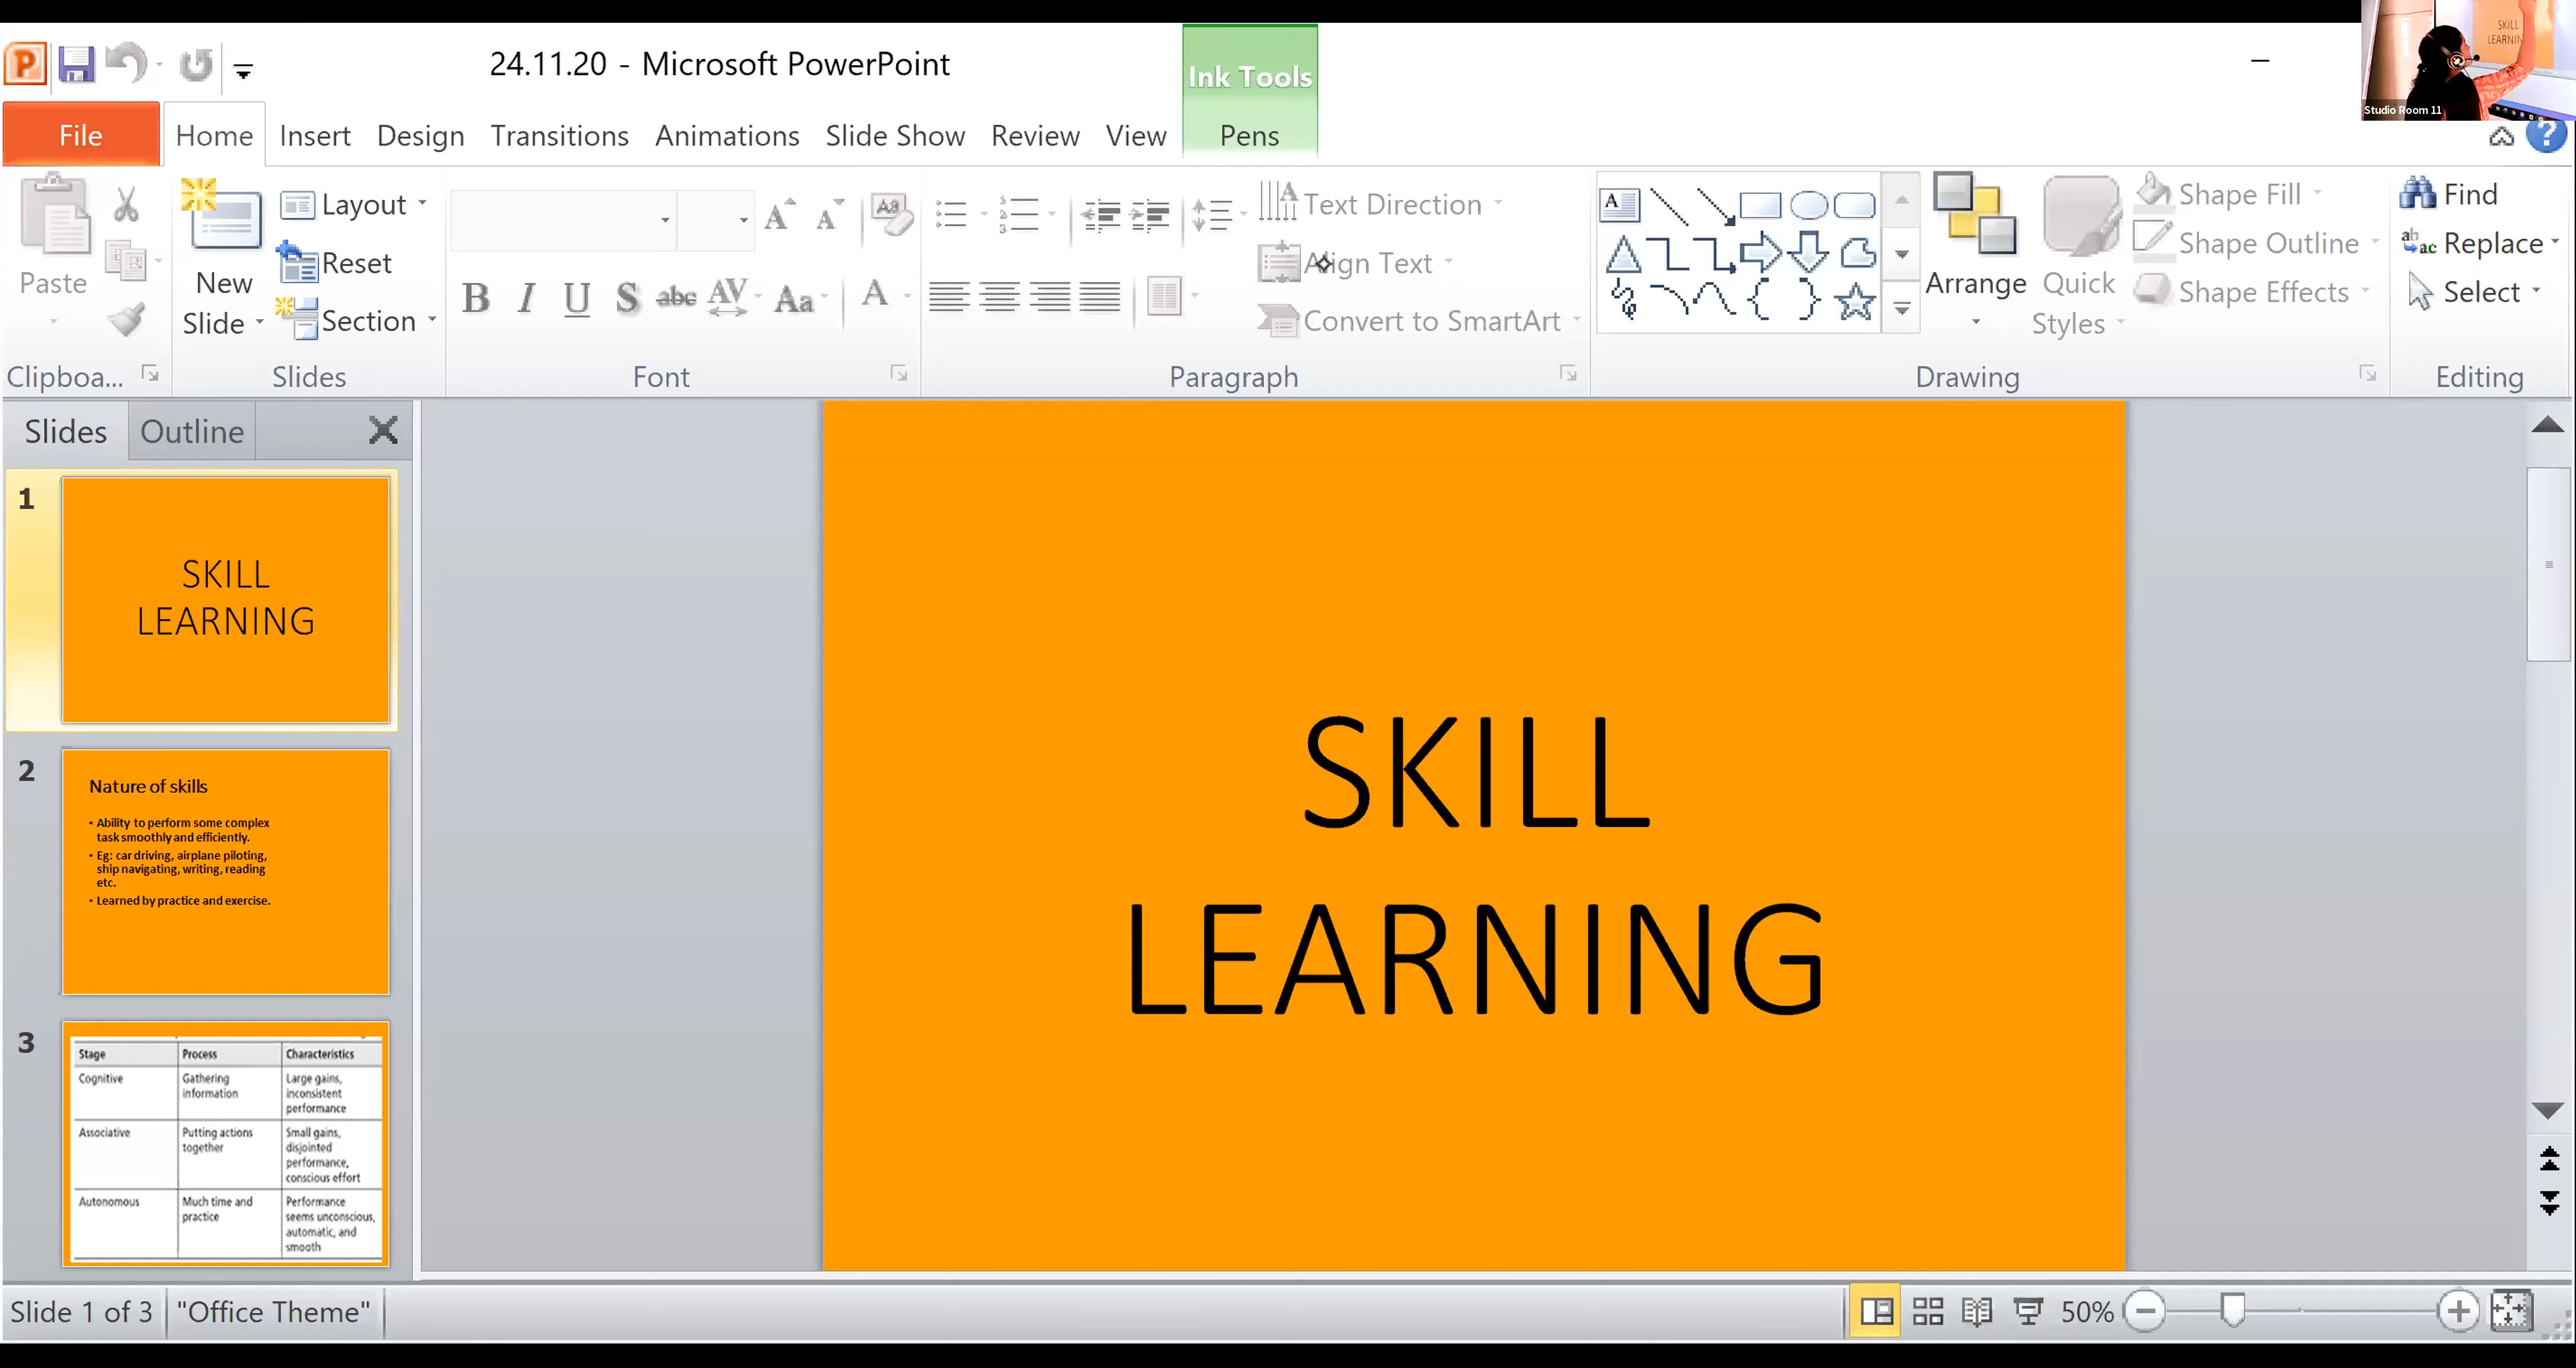 24.11.20 - Microsoft PowerPoint
Ink Tools
SKILL
LEARNIN
Studio Room 11
File Home Insert Design Transitions Animations Slide Show Review View Pens
Paste
New
Slide
Layout
Reset
Section
B I U S abc AV Aa A
Text Direction
Align Text
Convert to SmartArt
Arrange
Quick
Styles
Shape Fill
Shape Outline
Shape Effects
Find
Replace
Select
Clipboa... Slides Font Paragraph Drawing Editing
Slides Outline
1
SKILL
LEARNING
2
Nature of skills
• Ability to perform some complex
task smoothly and efficiently.
• Eg: car driving, airplane piloting,
ship navigating, writing, reading
etc.
• Learned by practice and exercise.
3
Stage Process Characteristics
Cognitive Gathering information Large gains, inconsistent performance
Associative Putting actions together Small gains, disjointed performance, conscious effort
Autonomous Much time and practice Performance seems unconscious, automatic, and smooth
SKILL
LEARNING
Slide 1 of 3 "Office Theme" 50%